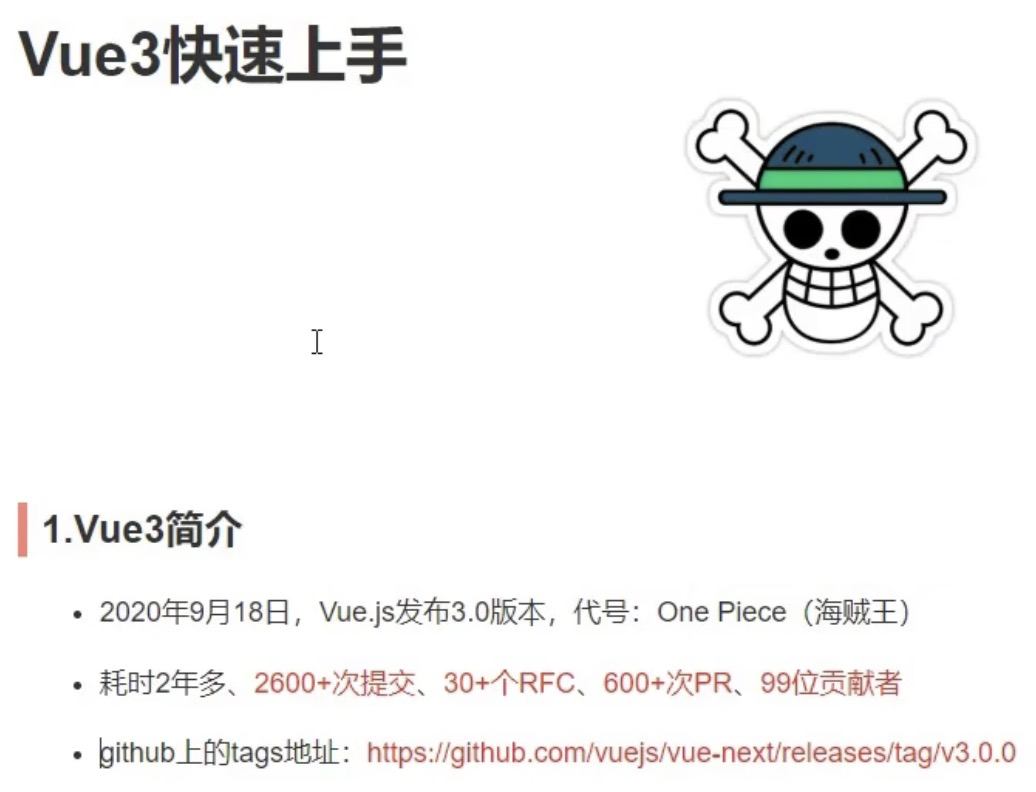 Vue3快速上手
1.Vue3简介
2020年9月18日，Vue.js发布3.0版本，代号：One Piece（海贼王）
耗时2年多、2600+次提交、30+个RFC、600+次PR、99位贡献者
github上的tags地址：https://github.com/vuejs/vue-next/releases/tag/v3.0.0